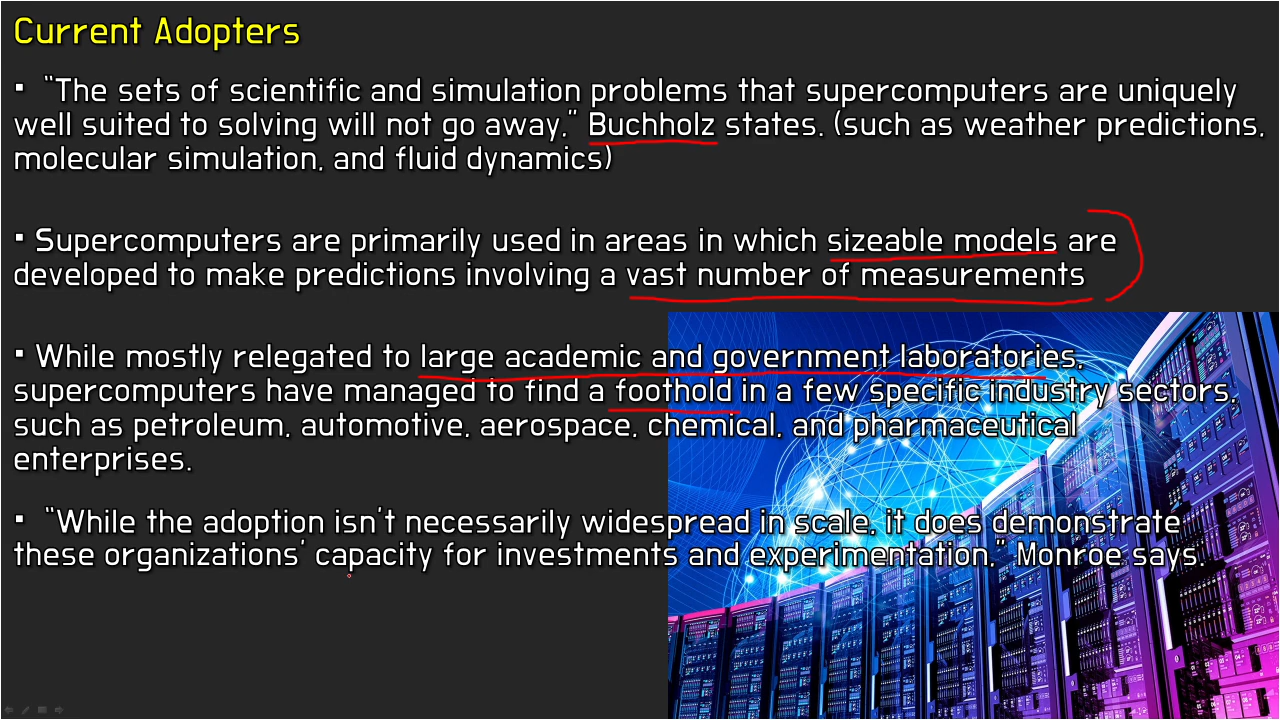 Current Adopters
▪ "The sets of scientific and simulation problems that supercomputers are uniquely
well suited to solving will not go away," Buchholz states. (such as weather predictions,
molecular simulation, and fluid dynamics)
▪ Supercomputers are primarily used in areas in which sizeable models are
developed to make predictions involving a vast number of measurements
▪ While mostly relegated to large academic and government laboratories,
supercomputers have managed to find a foothold in a few specific industry sectors,
such as petroleum, automotive, aerospace, chemical, and pharmaceutical
enterprises.
▪ "While the adoption isn't necessarily widespread in scale, it does demonstrate
these organizations' capacity for investments and experimentation," Monroe says.